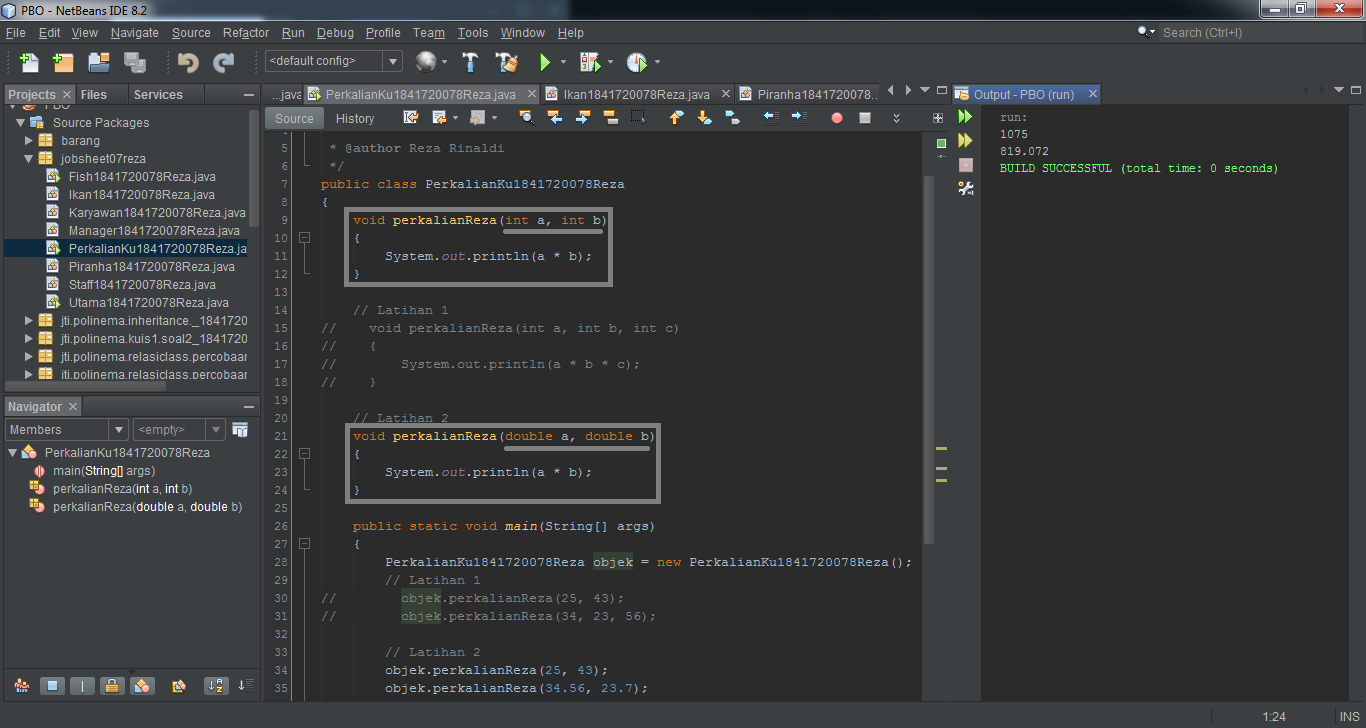 PBO - NetBeans IDE 8.2
File Edit View Navigate Source Refactor Run Debug Profile Team Tools Window Help
Search (Ctrl+I)
<default config>
Projects
Files
Services
PBO
Source Packages
barang
jobsheet07reza
Fish1841720078Reza.java
Ikan1841720078Reza.java
Karyawan1841720078Reza.java
Manager1841720078Reza.java
PerkalianKu1841720078Reza.ja
Piranha1841720078Reza.java
Staff1841720078Reza.java
Utama1841720078Reza.java
jti.polinema.inheritance._184172
jti.polinema.kuis1.soal2_184172
jti.polinema.relasiclass.percobaar
jti.polinema.relasiclass.percobaar
Navigator
Members
<empty>
PerkalianKu1841720078Reza
main(String[] args)
perkalianReza(int a, int b)
perkalianReza(double a, double b)
...java
PerkalianKu1841720078Reza.java
Ikan1841720078Reza.java
Piranha18417200 78...
Source
History
5 * @author Reza Rinaldi
6 */
7 public class PerkalianKu1841720078Reza
8 {
9 void perkalianReza(int a, int b)
10 {
11 System.out.println(a * b);
12 }
13
14 // Latihan 1
15 // void perkalianReza(int a, int b, int c)
16 // {
17 // System.out.println(a * b * c);
18 // }
19
20 // Latihan 2
21 void perkalianReza(double a, double b)
22 {
23 System.out.println(a * b);
24 }
25
26 public static void main(String[] args)
27 {
28 PerkalianKu1841720078Reza objek = new PerkalianKu1841720078Reza();
29 // Latihan 1
30 // objek.perkalianReza(25, 43);
31 // objek.perkalianReza(34, 23, 56);
32
33 // Latihan 2
34 objek.perkalianReza(25, 43);
35 objek.perkalianReza(34.56, 23.7);
Output - PBO (run)
run:
1075
819.072
BUILD SUCCESSFUL (total time: 0 seconds)
1:24
INS